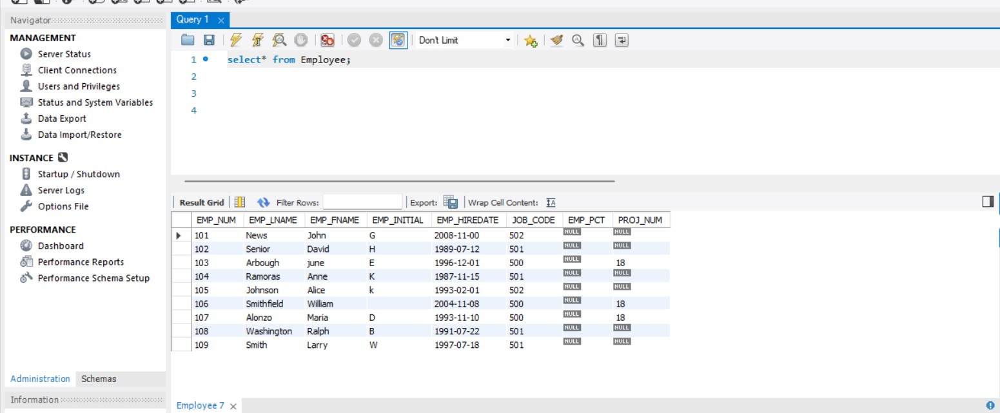 Navigator
MANAGEMENT
Server Status
Client Connections
Users and Privileges
Status and System Variables
Data Export
Data Import/Restore
INSTANCE
Startup / Shutdown
Server Logs
Options File
PERFORMANCE
Dashboard
Performance Reports
Performance Schema Setup
Administration Schemas
Information
Query 1
Don't Limit
1 select* from Employee;
2
3
4
Result Grid Filter Rows: Export: Wrap Cell Content: IA
EMP_NUM EMP_LNAME EMP_FNAME EMP_INITIAL EMP_HIREDATE JOB_CODE EMP_PCT PROJ_NUM
101 News John G 2008-11-00 502 NULL NULL
102 Senior David H 1989-07-12 501 NULL NULL
103 Arbough june E 1996-12-01 500 NULL 18
104 Ramoras Anne K 1987-11-15 501 NULL NULL
105 Johnson Alice k 1993-02-01 502 NULL NULL
106 Smithfield William 2004-11-08 500 NULL 18
107 Alonzo Maria D 1993-11-10 500 NULL 18
108 Washington Ralph B 1991-07-22 501 NULL NULL
109 Smith Larry W 1997-07-18 501 NULL NULL
Employee 7